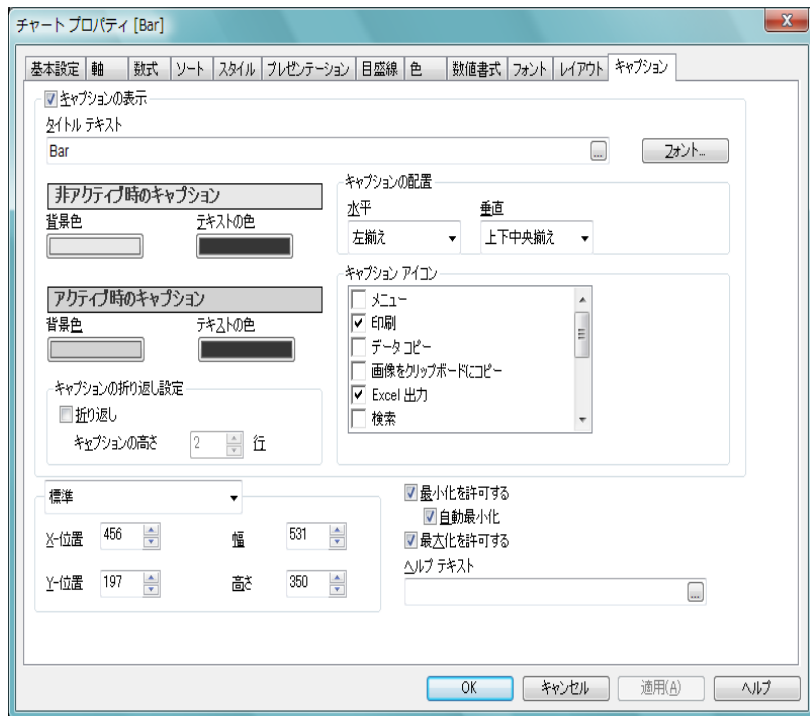 チャート プロパティ [Bar]
基本設定 軸 数式 ソート スタイル プレゼンテーション 目盛線 色 数値書式 フォント レイアウト キャプション
キャプションの表示
タイトル テキスト
Bar ... フォント...
非アクティブ時のキャプション
背景色 テキストの色
キャプションの配置
水平 垂直
左揃え 上下中央揃え
アクティブ時のキャプション
背景色 テキストの色
キャプション アイコン
メニュー
印刷
データ コピー
画像をクリップボードにコピー
Excel 出力
検索
キャプションの折り返し設定
折り返し
キャプションの高さ 2 行
標準
X-位置 456 幅 531
Y-位置 197 高さ 350
最小化を許可する
自動最小化
最大化を許可する
ヘルプ テキスト
...
OK キャンセル 適用(A) ヘルプ